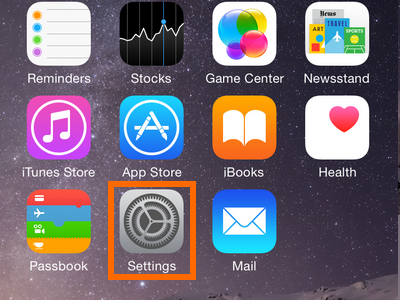 News
ART
TRAVEL
SPORTS
Reminders
Stocks
Game Center
Newsstand
iTunes Store
App Store
iBooks
Health
Passbook
Settings
Mail